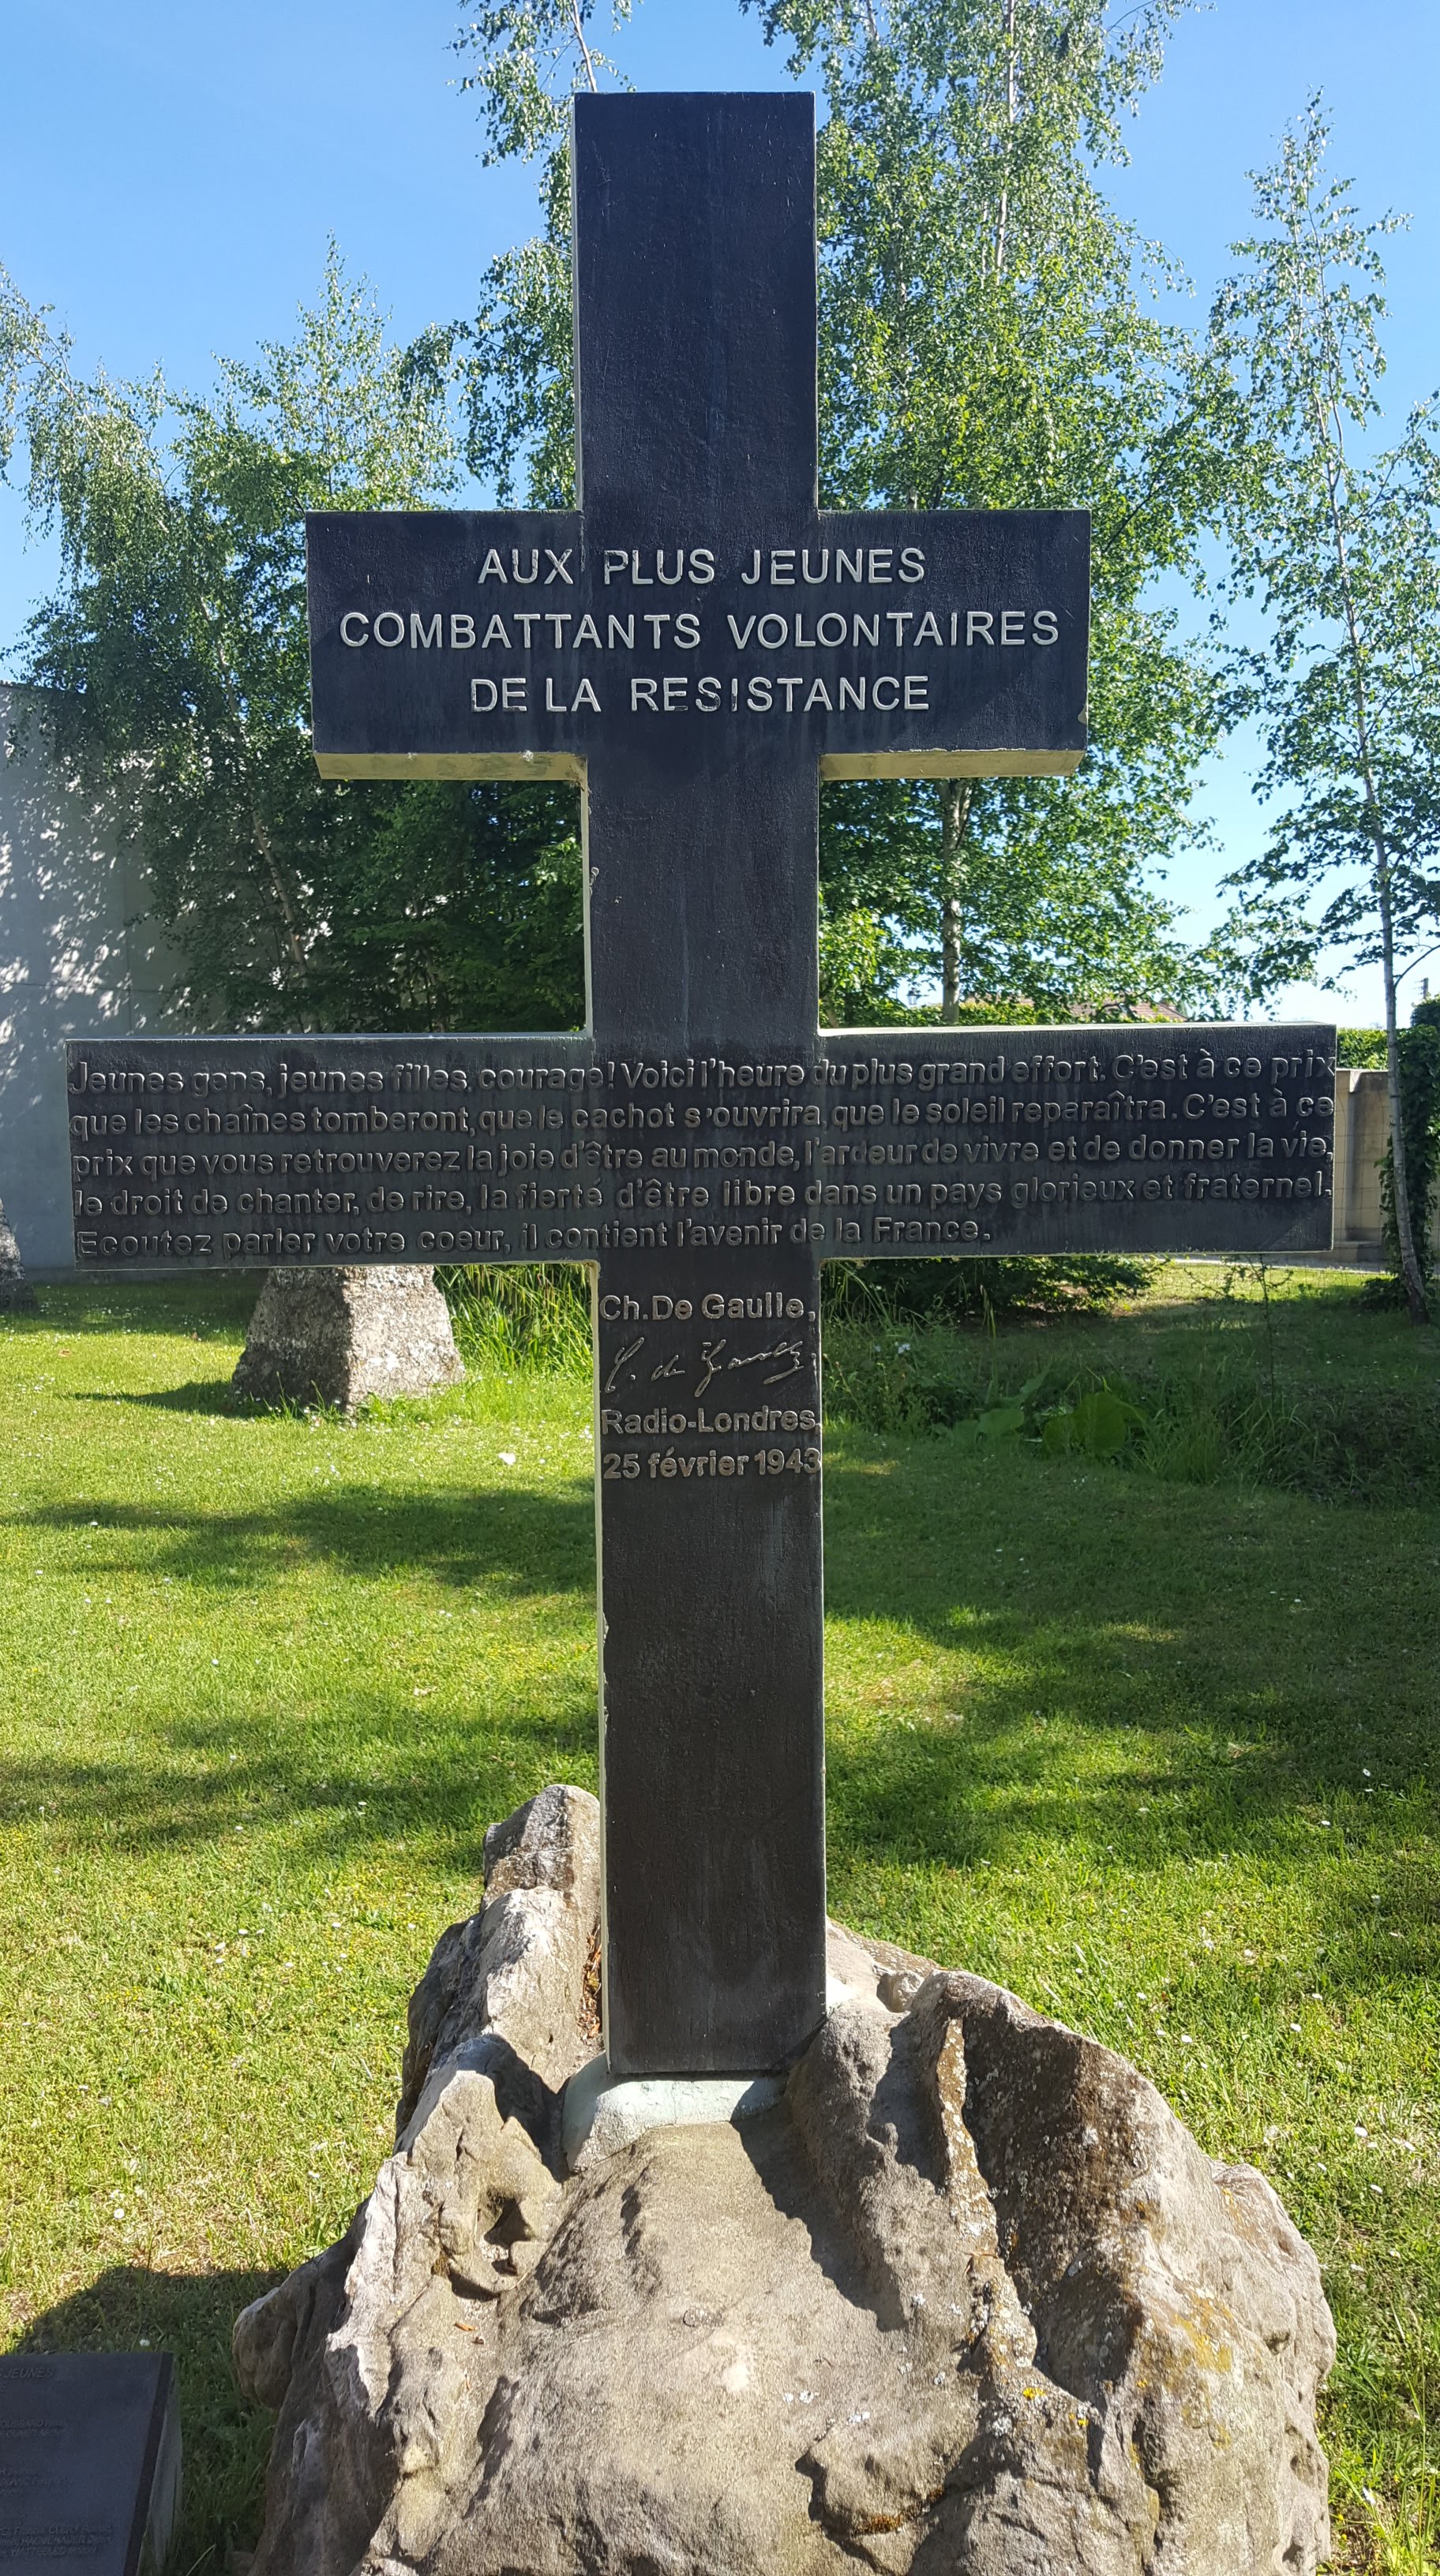 AUX PLUS JEUNES
COMBATTANTS VOLONTAIRES
DE LA RESISTANCE
Jeunes gens, jeunes filles, courage! Voici l'heure du plus grand effort. C'est à ce prix
que les chaînes tomberont, que le cachot s'ouvrira, que le soleil reparaîtra. C'est à ce
prix que vous retrouverez la joie d'être au monde, l'ardeur de vivre et de donner la vie,
le droit de chanter, de rire, la fierté d'être libre dans un pays glorieux et fraternel.
Ecoutez parler votre coeur, il contient l'avenir de la France.
Ch. De Gaulle,
C. de Gaulle
Radio-Londres,
25 février 1943
JEUNES